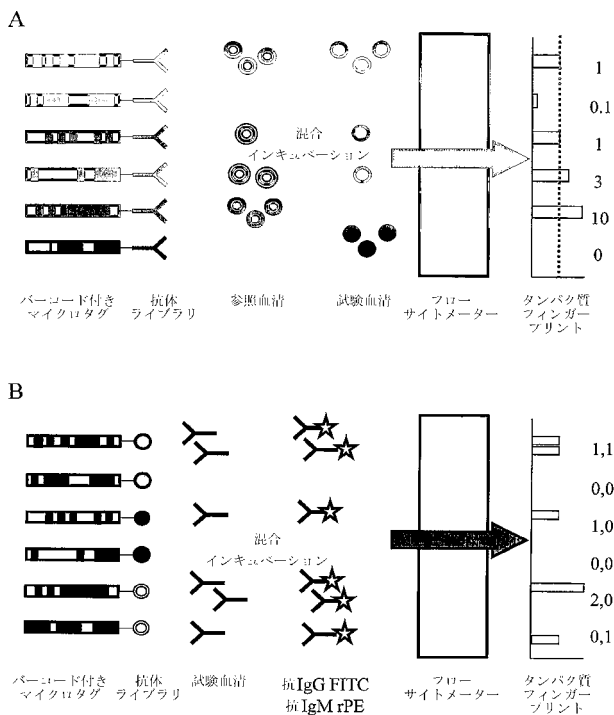 A
混合
インキュベーション
1
0.1
1
3
10
0
バーコード付き
マイクロタグ
抗体
ライブラリ
参照血清
試験血清
フロー
サイトメーター
タンパク質
フィンガー
プリント
B
混合
インキュベーション
1,1
0,0
1,0
0,0
2,0
0,1
バーコード付き
マイクロタグ
抗体
ライブラリ
試験血清
抗IgG FITC
抗IgM rPE
フロー
サイトメーター
タンパク質
フィンガー
プリント